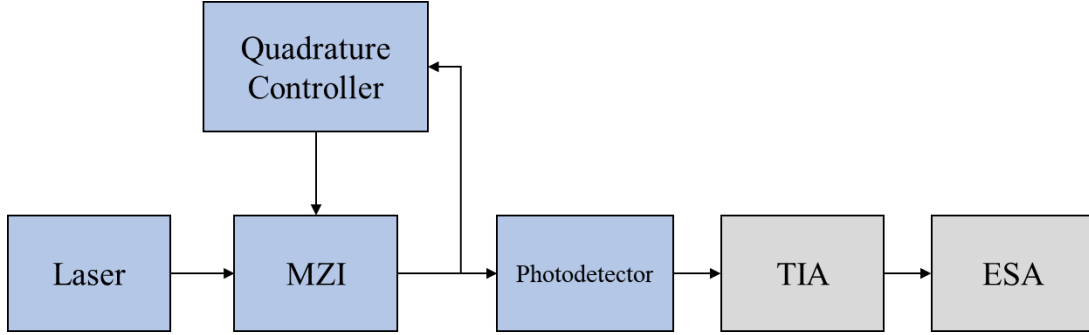 Quadrature
Controller
Laser
MZI
Photodetector
TIA
ESA